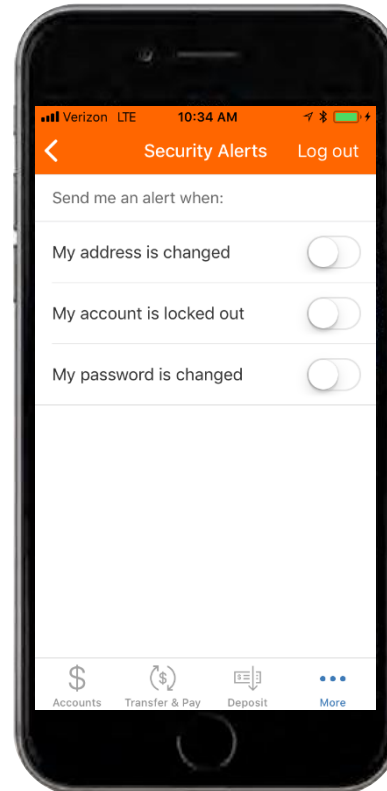 Verizon LTE 10:34 AM
Security Alerts Log out
Send me an alert when:
My address is changed
My account is locked out
My password is changed
$
$
$
Accounts Transfer & Pay Deposit More